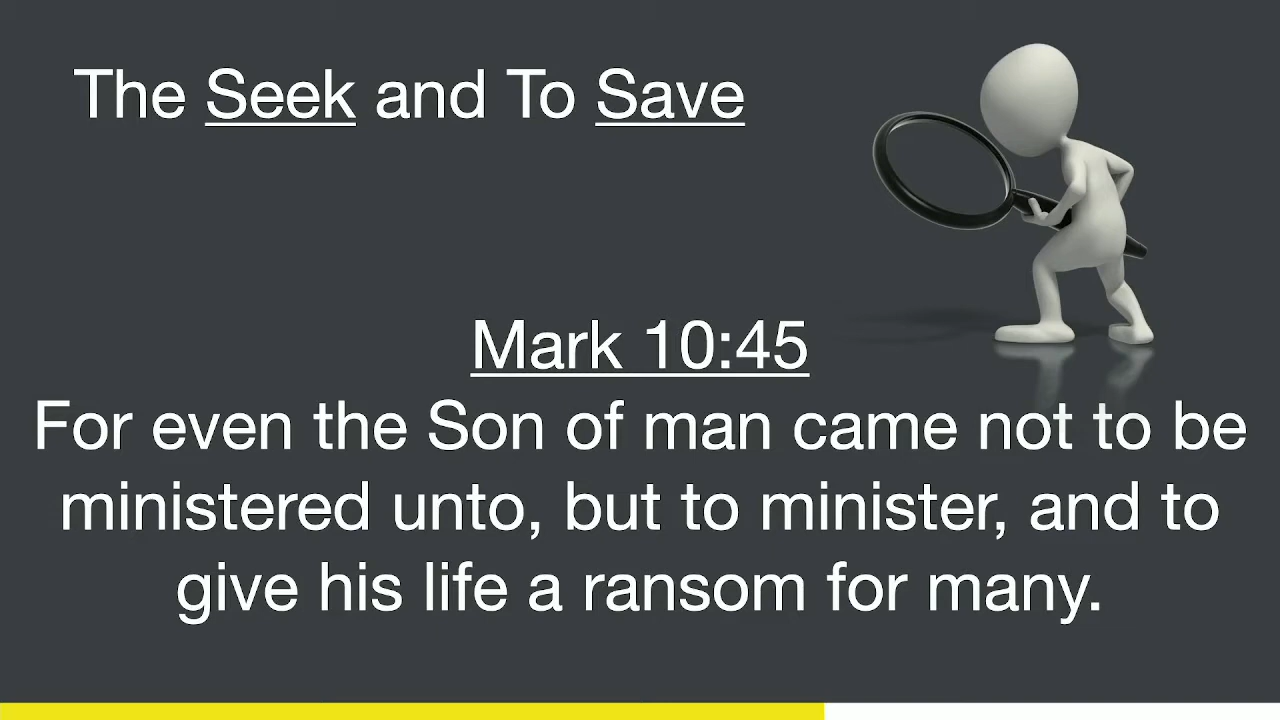 The Seek and To Save
Mark 10:45
For even the Son of man came not to be
ministered unto, but to minister, and to
give his life a ransom for many.